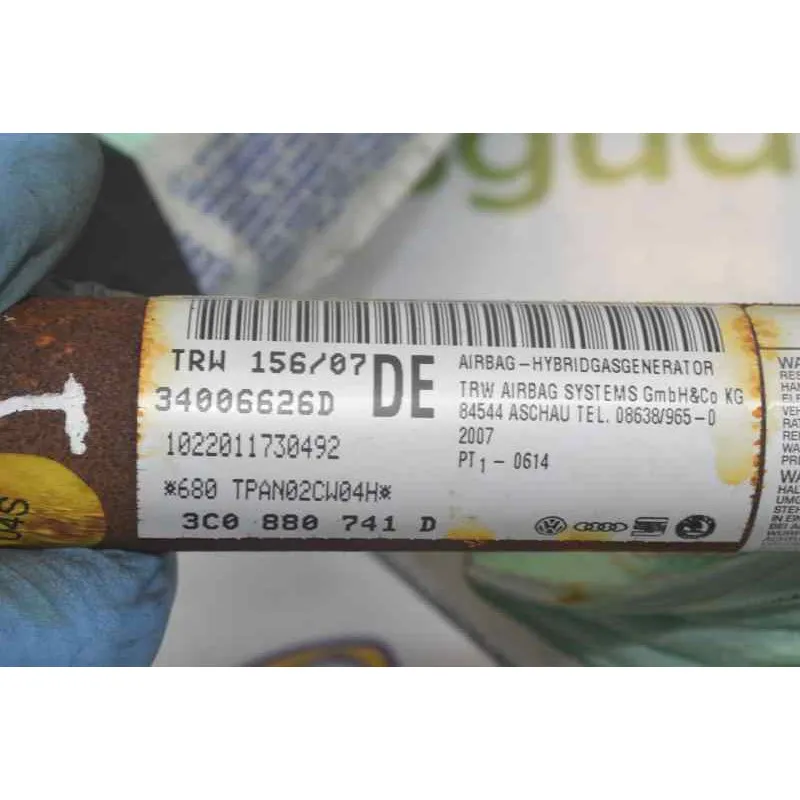 TRW 156/07
34006626D
DE
1022011730492
*680 TPAN02CW04H*
3C0 880 741 D
AIRBAG-HYBRIDGASGENERATOR
TRW AIRBAG SYSTEMS GmbH&Co KG
84544 ASCHAU TEL. 08638/965-0
2007
PT1 - 0614
04S